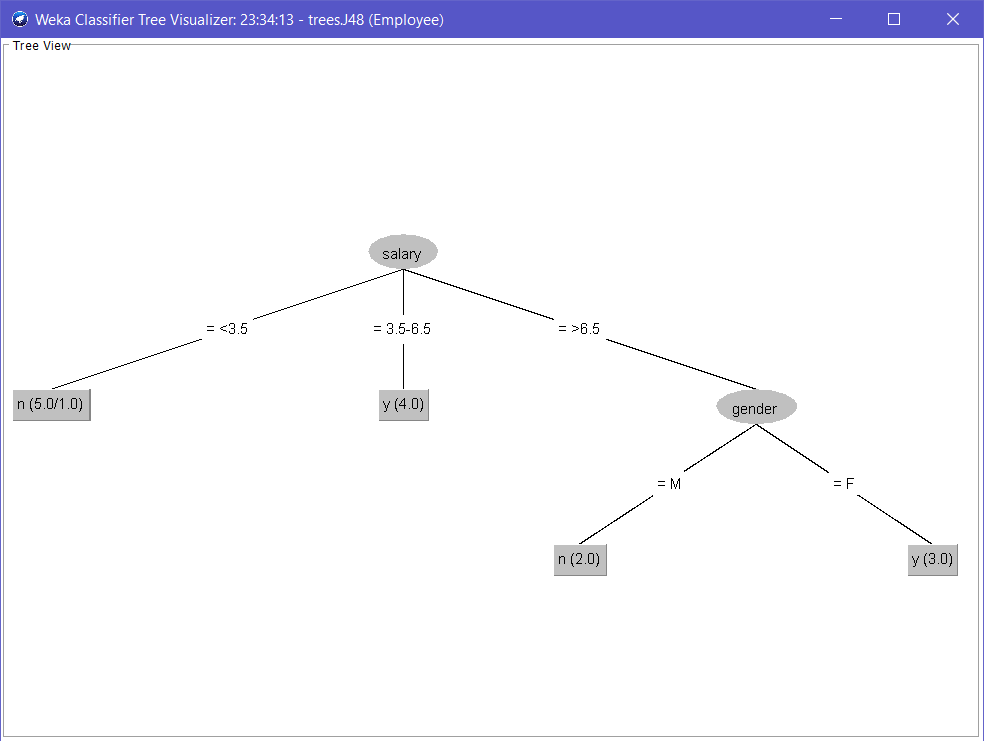 Weka Classifier Tree Visualizer: 23:34:13 - trees.J48 (Employee)
Tree View
salary
= <3.5
= 3.5-6.5
= >6.5
n (5.0/1.0)
y (4.0)
gender
= M
= F
n (2.0)
y (3.0)